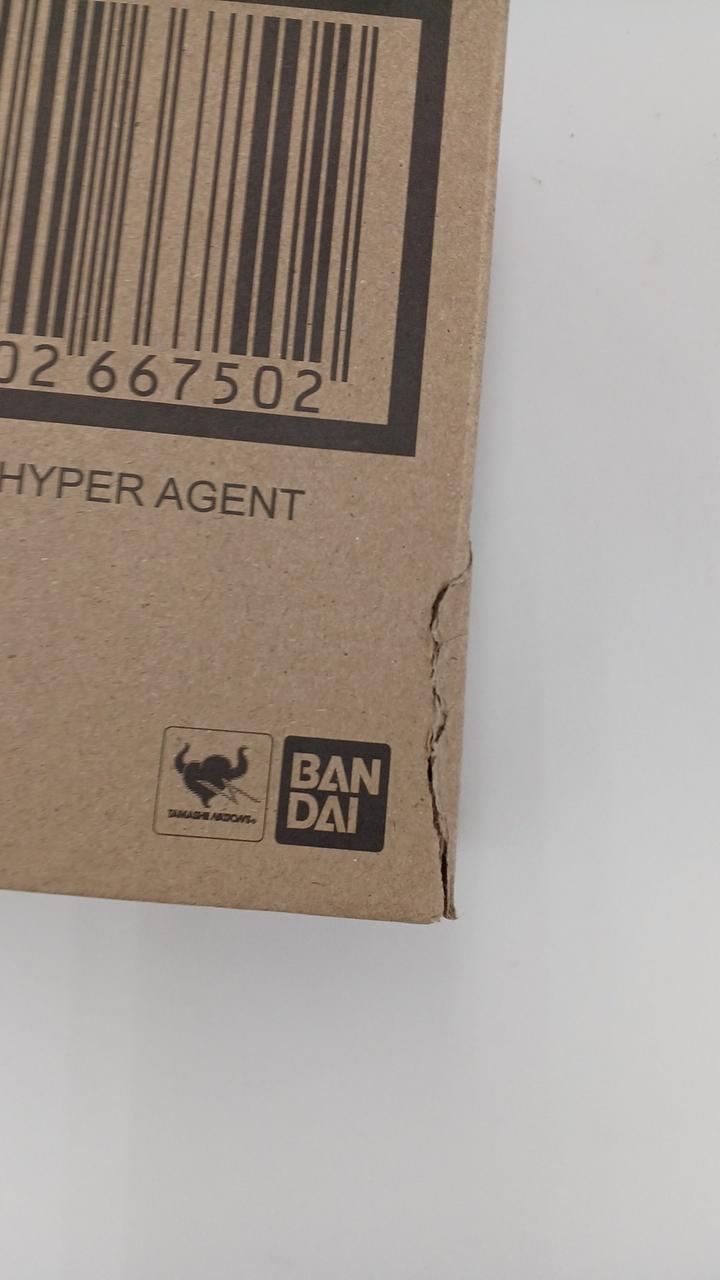 02 667502
HYPER AGENT
TAMASHII NATIONS
BAN
DAI